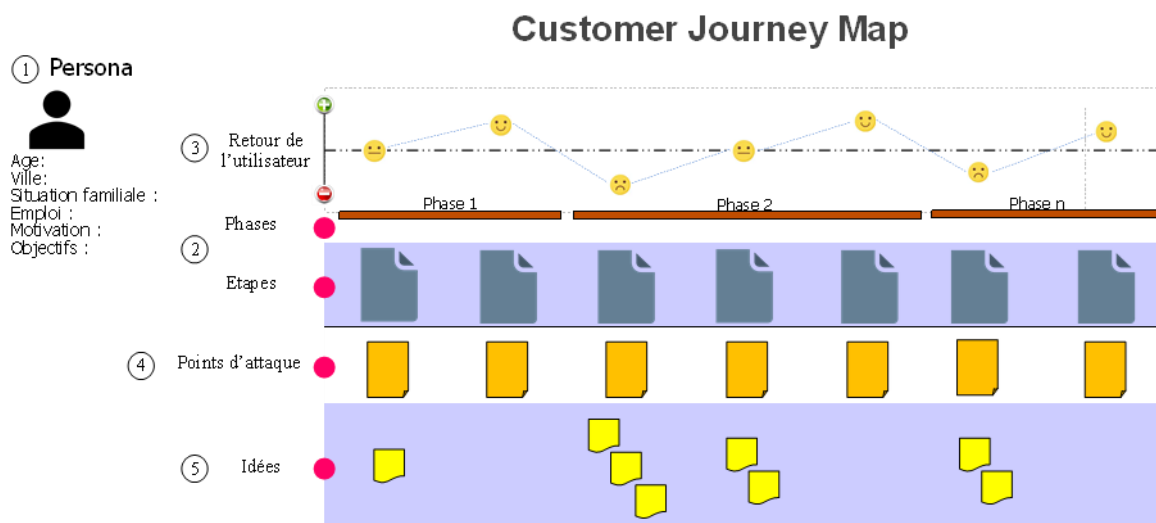 Customer Journey Map
1 Persona
Age:
Ville:
Situation familiale :
Emploi :
Motivation :
Objectifs :
3 Retour de
l'utilisateur
Phase 1
Phase 2
Phase n
Phases
2
Etapes
4 Points d'attaque
5 Idées